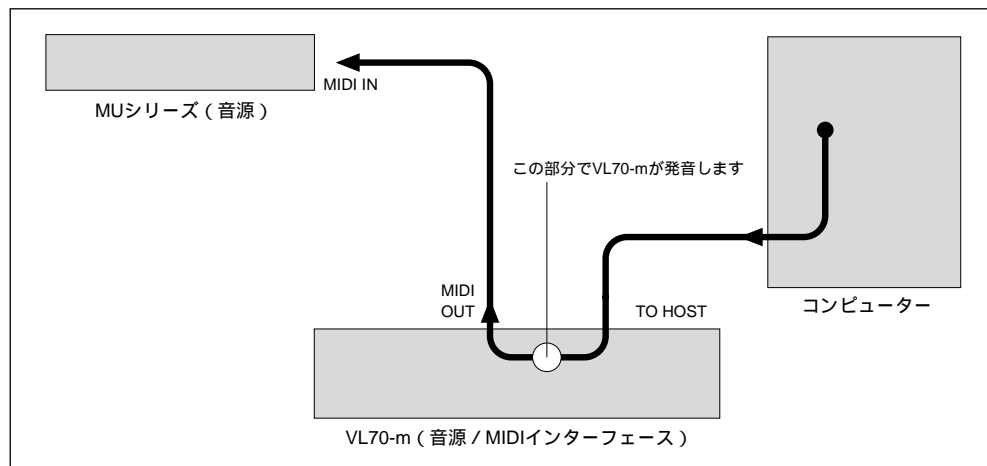 MIDI IN
MUシリーズ（音源）
この部分でVL70-mが発音します
MIDI
OUT
TO HOST
コンピューター
VL70-m（音源 / MIDIインターフェース）